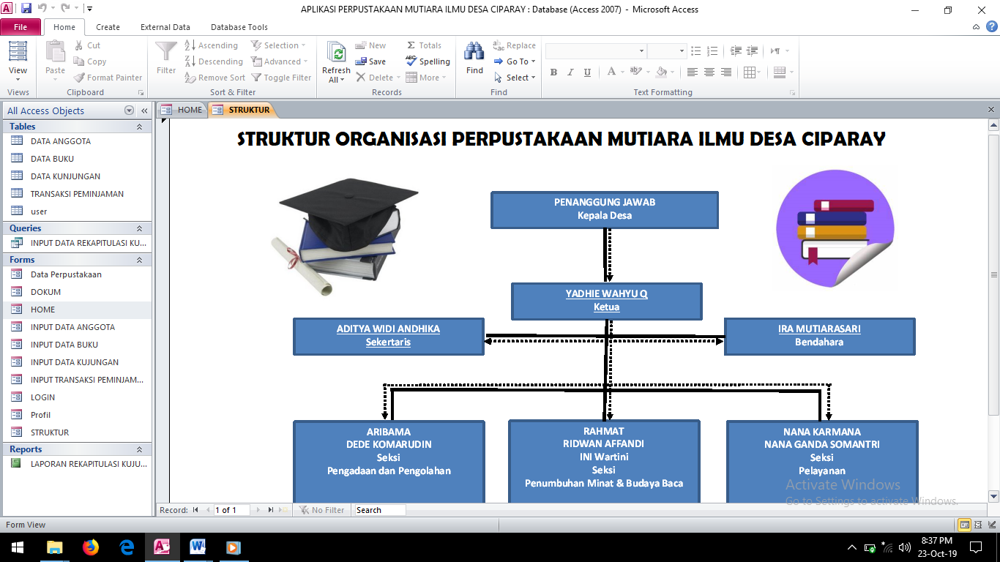 APLIKASI PERPUSTAKAAN MUTIARA ILMU DESA CIPARAY : Database (Access 2007) - Microsoft Access
File Home Create External Data Database Tools
View
Views
Paste
Cut
Copy
Format Painter
Clipboard
Filter
Ascending
Descending
Remove Sort
Selection
Advanced
Toggle Filter
Sort & Filter
Refresh
All
New
Save
Delete
Totals
Spelling
More
Records
Find
Replace
Go To
Select
Find
B I U A ab
Text Formatting
All Access Objects
Tables
DATA ANGGOTA
DATA BUKU
DATA KUNJUNGAN
TRANSAKSI PEMINJAMAN
user
Queries
INPUT DATA REKAPITULASI KU...
Forms
Data Perpustakaan
DOKUM
HOME
INPUT DATA ANGGOTA
INPUT DATA BUKU
INPUT DATA KUJUNGAN
INPUT TRANSAKSI PEMINJAM...
LOGIN
Profil
STRUKTUR
Reports
LAPORAN REKAPITULASI KUJU...
HOME STRUKTUR
STRUKTUR ORGANISASI PERPUSTAKAAN MUTIARA ILMU DESA CIPARAY
PENANGGUNG JAWAB
Kepala Desa
YADHIE WAHYU Q
Ketua
ADITYA WIDI ANDHIKA
Sekertaris
IRA MUTIARASARI
Bendahara
ARIBAMA
DEDE KOMARUDIN
Seksi
Pengadaan dan Pengolahan
RAHMAT
RIDWAN AFFANDI
INI Wartini
Seksi
Penumbuhan Minat & Budaya Baca
NANA KARMANA
NANA GANDA SOMANTRI
Seksi
Pelayanan
Activate Windows
Go to Settings to activate Windows.
Record: 1 of 1 No Filter Search
Form View
8:37 PM
23-Oct-19